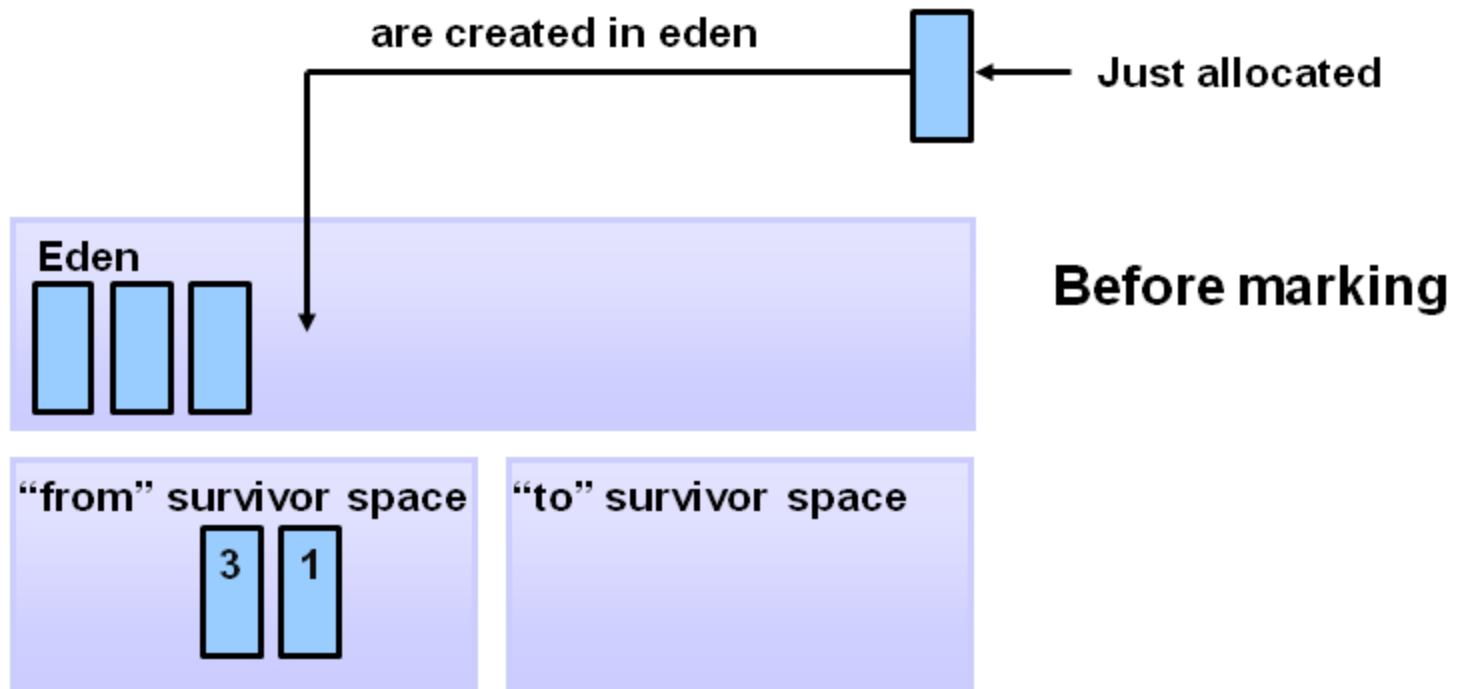 are created in eden
Just allocated
Eden
Before marking
“from” survivor space
“to” survivor space
3
1